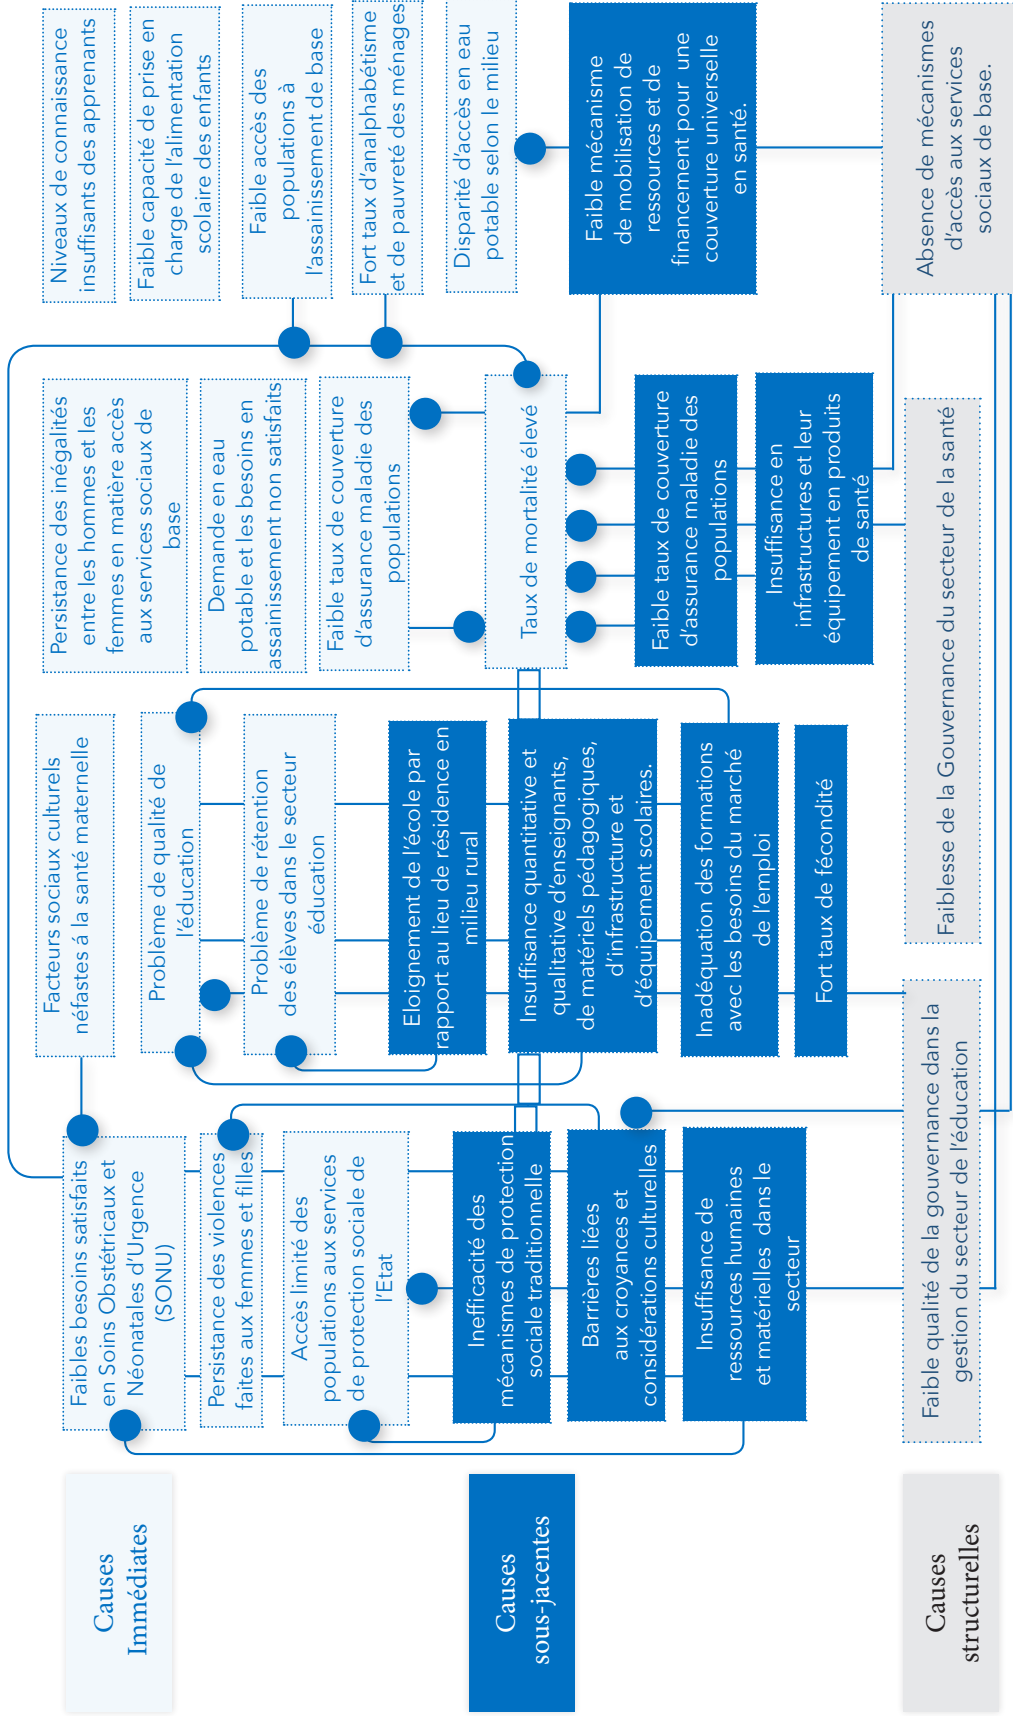 Causes
Immédiates
Faibles besoins satisfaits
en Soins Obstétricaux et
Néonatales d'Urgence
(SONU)
Persistance des violences
faites aux femmes et filles
Accès limité des
populations aux services
de protection sociale de
l'Etat
Facteurs sociaux culturels
néfastes á la santé maternelle
Problème de qualité de
l'éducation
Problème de rétention
des élèves dans le secteur
éducation
Persistance des inégalités
entre les hommes et les
femmes en matière accès
aux services sociaux de
base
Demande en eau
potable et les besoins en
assainissement non satisfaits
Faible taux de couverture
d'assurance maladie des
populations
Taux de mortalité élevé
Niveaux de connaissance
insuffisants des apprenants
Faible capacité de prise en
charge de l'alimentation
scolaire des enfants
Faible accès des
populations à
l'assainissement de base
Fort taux d'analphabétisme
et de pauvreté des ménages
Disparité d'accès en eau
potable selon le milieu
Causes
sous-jacentes
Inefficacité des
mécanismes de protection
sociale traditionnelle
Barrières liées
aux croyances et
considérations culturelles
Insuffisance de
ressources humaines
et matérielles dans le
secteur
Eloignement de l'école par
rapport au lieu de résidence en
milieu rural
Insuffisance quantitative et
qualitative d'enseignants,
de matériels pédagogiques,
d'infrastructure et
d'équipement scolaires.
Inadéquation des formations
avec les besoins du marché
de l'emploi
Fort taux de fécondité
Faible taux de couverture
d'assurance maladie des
populations
Insuffisance en
infrastructures et leur
équipement en produits
de santé
Faible mécanisme
de mobilisation de
ressources et de
financement pour une
couverture universelle
en santé.
Causes
structurelles
Faible qualité de la gouvernance dans la
gestion du secteur de l'éducation
Faiblesse de la Gouvernance du secteur de la santé
Absence de mécanismes
d'accès aux services
sociaux de base.